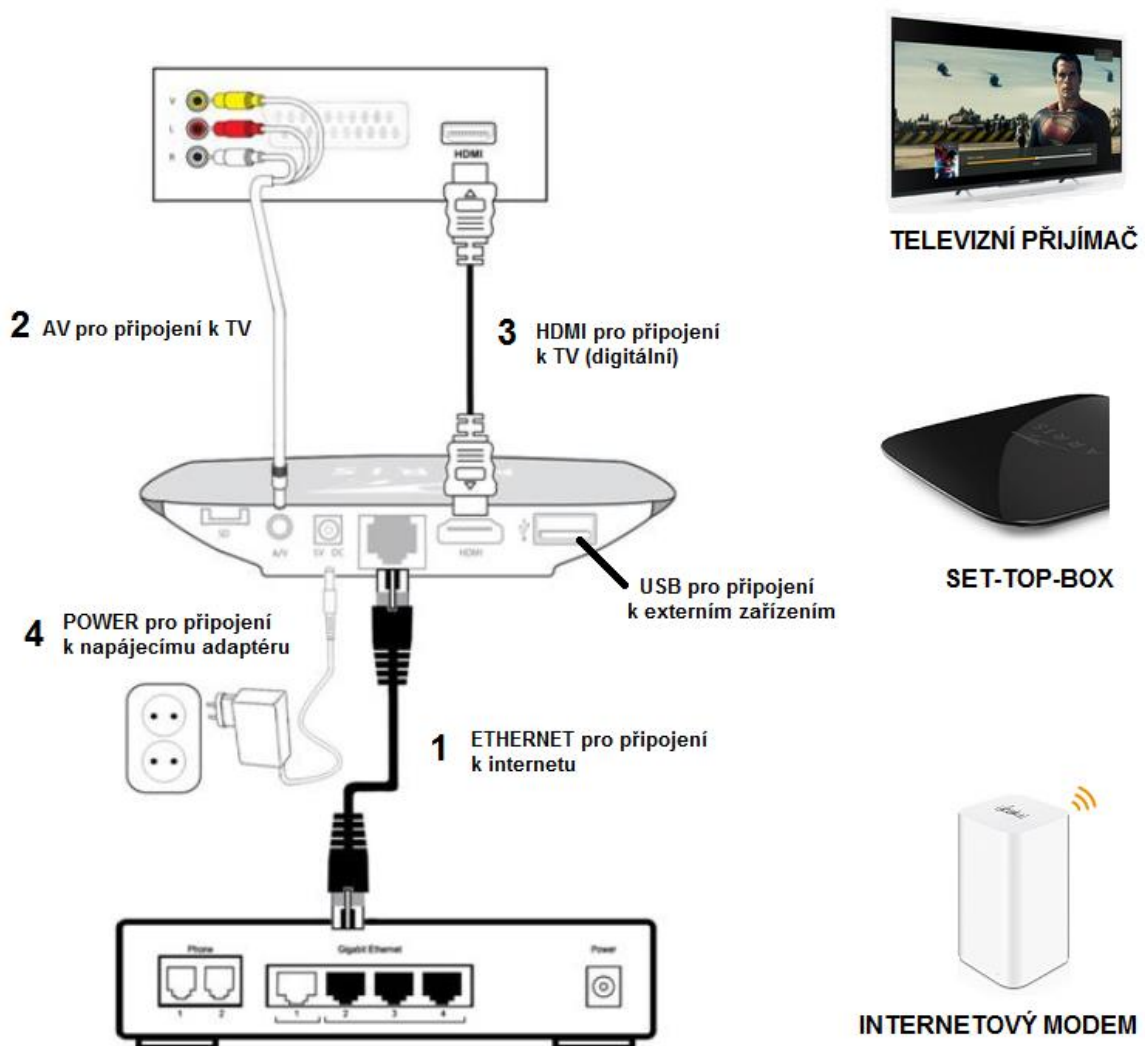 V
L
R
HDMI
TELEVIZNÍ PŘIJÍMAČ
2 AV pro připojení k TV
3 HDMI pro připojení
k TV (digitální)
ARRIS
SD
A/V
5V DC
HDMI
USB pro připojení
k externím zařízením
SET-TOP-BOX
4 POWER pro připojení
k napájecímu adaptéru
1 ETHERNET pro připojení
k internetu
Phone
Gigabit Ethernet
Power
1 2
1 2 3 4
INTERNETOVÝ MODEM